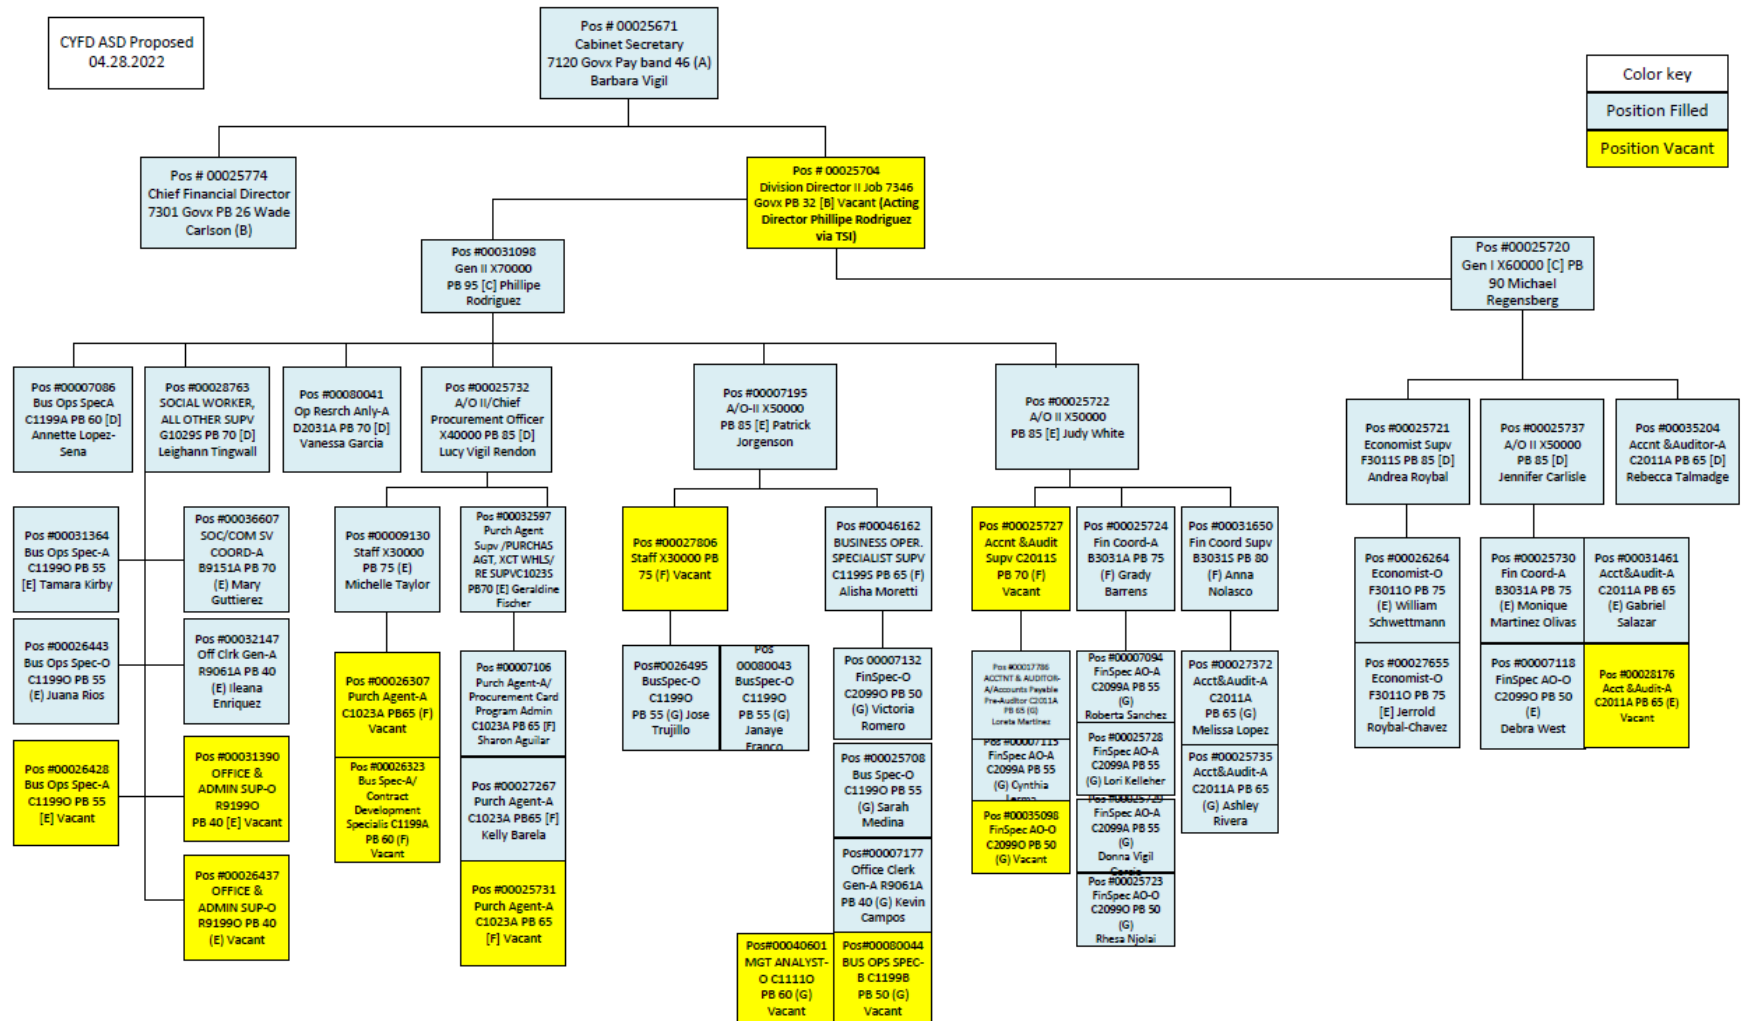 CYFD ASD Proposed
04.28.2022
Pos # 00025671
Cabinet Secretary
7120 Govx Pay band 46 (A)
Barbara Vigil
Color key
Position Filled
Position Vacant
Pos # 00025774
Chief Financial Director
7301 Govx PB 26 Wade
Carlson (B)
Pos # 00025704
Division Director II Job 7346
Govx PB 32 [B] Vacant (Acting
Director Phillipe Rodriguez
via TSI)
Pos #00031098
Gen II X70000
PB 95 [C] Phillipe
Rodriguez
Pos #00025720
Gen I X60000 [C] PB
90 Michael
Regensberg
Pos #00007086
Bus Ops SpecA
C1199A PB 60 [D]
Annette Lopez-
Sena
Pos #00028763
SOCIAL WORKER,
ALL OTHER SUPV
G1029S PB 70 [D]
Leighann Tingwall
Pos #00080041
Op Resrch Anly-A
D2031A PB 70 [D]
Vanessa Garcia
Pos #00025732
A/O II/Chief
Procurement Officer
X40000 PB 85 [D]
Lucy Vigil Rendon
Pos #00007195
A/O-II X50000
PB 85 [E] Patrick
Jorgenson
Pos #00025722
A/O II X50000
PB 85 [E] Judy White
Pos #00025721
Economist Supv
F3011S PB 85 [D]
Andrea Roybal
Pos #00025737
A/O II X50000
PB 85 [D]
Jennifer Carlisle
Pos #00035204
Accnt &Auditor-A
C2011A PB 65 [D]
Rebecca Talmadge
Pos #00031364
Bus Ops Spec-A
C1199O PB 55
[E] Tamara Kirby
Pos #00036607
SOC/COM SV
COORD-A
B9151A PB 70
(E) Mary
Guttierez
Pos #00009130
Staff X30000
PB 75 (E)
Michelle Taylor
Pos #00032597
Purch Agent
Supv /PURCHAS
AGT, XCT WHLS/
RE SUPVC1023S
PB70 [E] Geraldine
Fischer
Pos #00027806
Staff X30000 PB
75 (F) Vacant
Pos #00046162
BUSINESS OPER.
SPECIALIST SUPV
C1199S PB 65 (F)
Alisha Moretti
Pos #00025727
Accnt &Audit
Supv C2011S
PB 70 (F)
Vacant
Pos #00025724
Fin Coord-A
B3031A PB 75
(F) Grady
Barrens
Pos #00031650
Fin Coord Supv
B3031S PB 80
(F) Anna
Nolasco
Pos #00026264
Economist-O
F3011O PB 75
(E) William
Schwettmann
Pos #00025730
Fin Coord-A
B3031A PB 75
(E) Monique
Martinez Olivas
Pos #00031461
Acct&Audit-A
C2011A PB 65
(E) Gabriel
Salazar
Pos #00026443
Bus Ops Spec-O
C1199O PB 55
(E) Juana Rios
Pos #00032147
Off Clrk Gen-A
R9061A PB 40
(E) Ileana
Enriquez
Pos #00026307
Purch Agent-A
C1023A PB65 (F)
Vacant
Pos #00007106
Purch Agent-A/
Procurement Card
Program Admin
C1023A PB 65 [F]
Sharon Aguilar
Pos#0026495
BusSpec-O
C1199O
PB 55 (G) Jose
Trujillo
Pos
00080043
BusSpec-O
C1199O
PB 55 (G)
Janaye
Franco
Pos 00007132
FinSpec-O
C2099O PB 50
(G) Victoria
Romero
Pos #00017786
ACCTNT & AUDITOR-
A/Accounts Payable
Pre-Auditor C2011A
PB 65 (G)
Loreta Martinez
Pos #00007094
FinSpec AO-A
C2099A PB 55
(G)
Roberta Sanchez
Pos #00027372
Acct&Audit-A
C2011A
PB 65 (G)
Melissa Lopez
Pos #00027655
Economist-O
F3011O PB 75
[E] Jerrold
Roybal-Chavez
Pos #00007118
FinSpec AO-O
C2099O PB 50
(E)
Debra West
Pos #00028176
Acct &Audit-A
C2011A PB 65 (E)
Vacant
Pos #00026428
Bus Ops Spec-A
C1199O PB 55
[E] Vacant
Pos #00031390
OFFICE &
ADMIN SUP-O
R9199O
PB 40 [E] Vacant
Pos #00026323
Bus Spec-A/
Contract
Development
Specialis C1199A
PB 60 (F)
Vacant
Pos #00027267
Purch Agent-A
C1023A PB65 [F]
Kelly Barela
Pos #00025708
Bus Spec-O
C1199O PB 55
(G) Sarah
Medina
Pos #00007115
FinSpec AO-A
C2099A PB 55
(G) Cynthia
Lerma
Pos #00025728
FinSpec AO-A
C2099A PB 55
(G) Lori Kelleher
Pos #00025735
Acct&Audit-A
C2011A PB 65
(G) Ashley
Rivera
Pos #00035098
FinSpec AO-O
C2099O PB 50
(G) Vacant
Pos #00025729
FinSpec AO-A
C2099A PB 55
(G)
Donna Vigil
Garcia
Pos #00026437
OFFICE &
ADMIN SUP-O
R9199O PB 40
(E) Vacant
Pos #00025731
Purch Agent-A
C1023A PB 65
[F] Vacant
Pos#00007177
Office Clerk
Gen-A R9061A
PB 40 (G) Kevin
Campos
Pos #00025723
FinSpec AO-O
C2099O PB 50
(G)
Rhesa Njolai
Pos#00040601
MGT ANALYST-
O C1111O
PB 60 (G)
Vacant
Pos#00080044
BUS OPS SPEC-
B C1199B
PB 50 (G)
Vacant